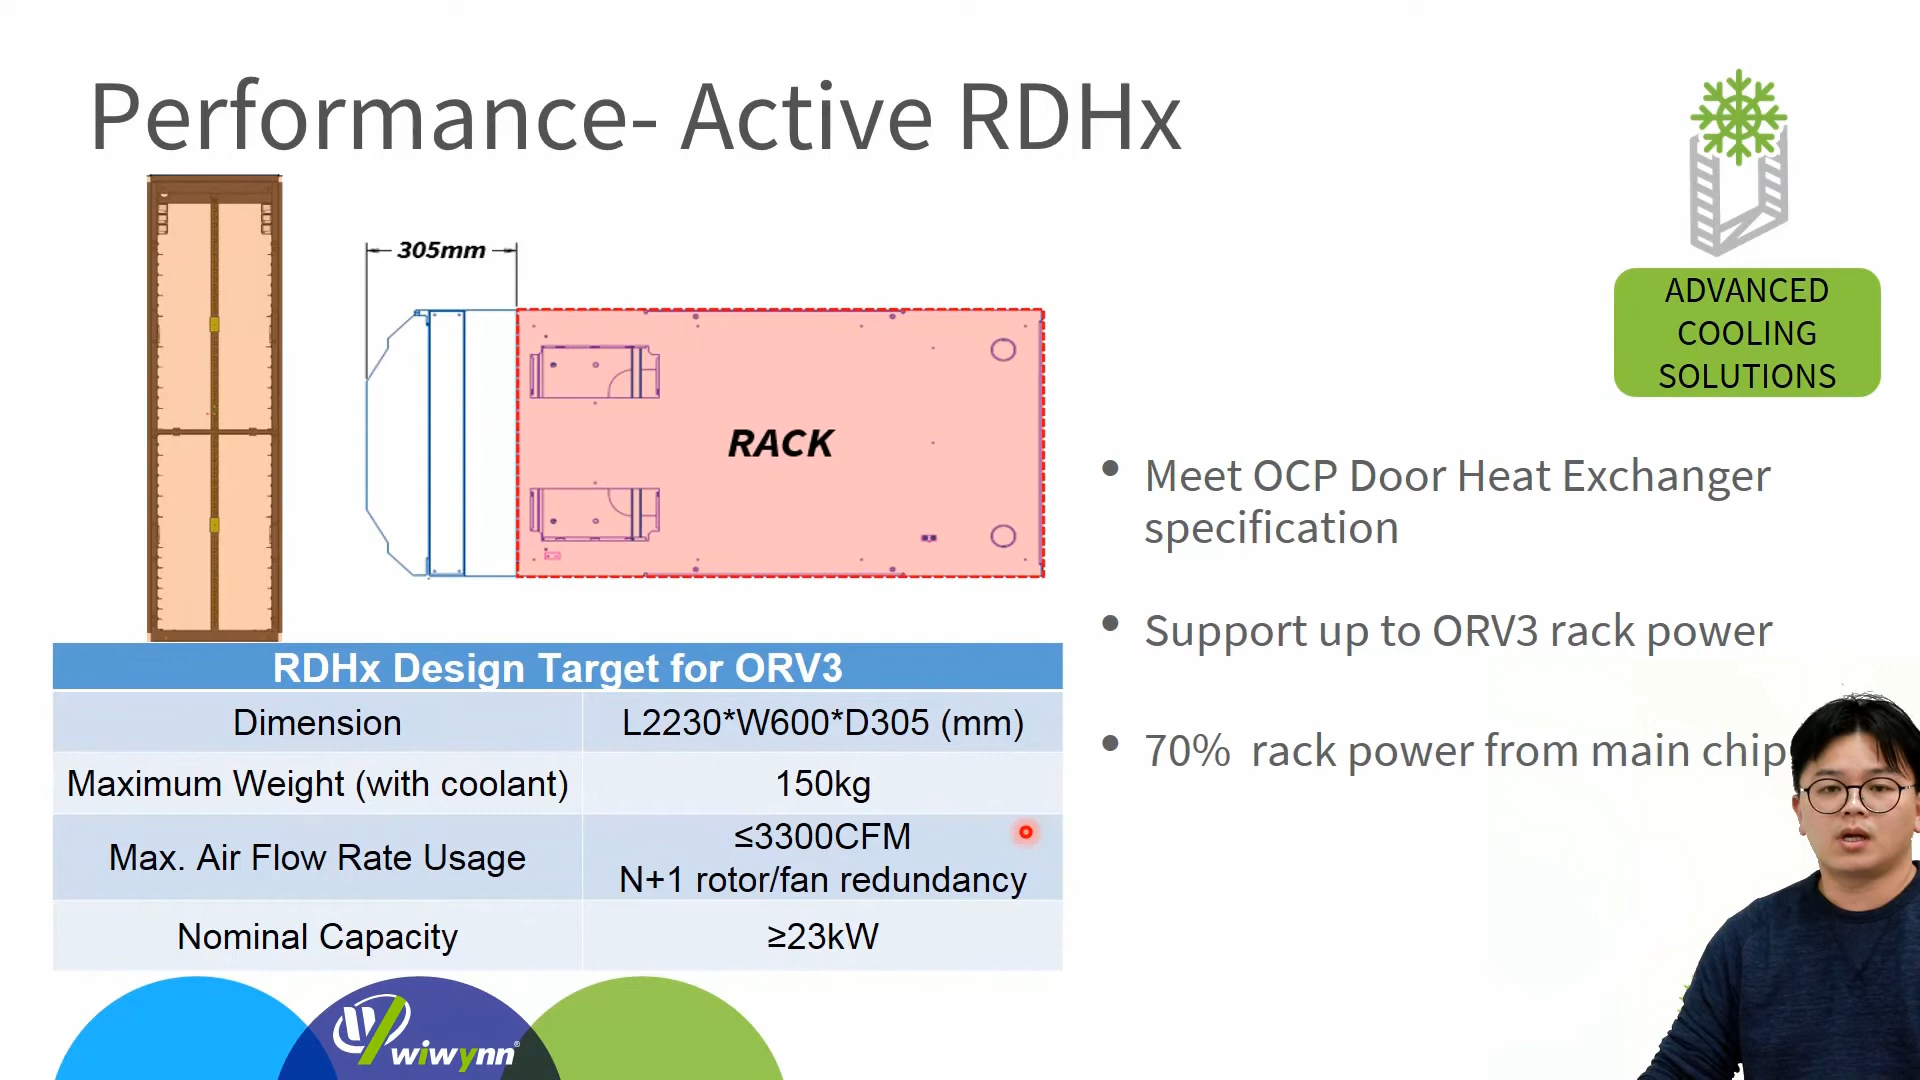 Performance- Active RDHx
305mm
RACK
ADVANCED
COOLING
SOLUTIONS
• Meet OCP Door Heat Exchanger
specification
• Support up to ORV3 rack power
• 70% rack power from main chip
RDHx Design Target for ORV3
Dimension L2230*W600*D305 (mm)
Maximum Weight (with coolant) 150kg
Max. Air Flow Rate Usage ≤3300CFM
N+1 rotor/fan redundancy
Nominal Capacity ≥23kW
wiwynn®